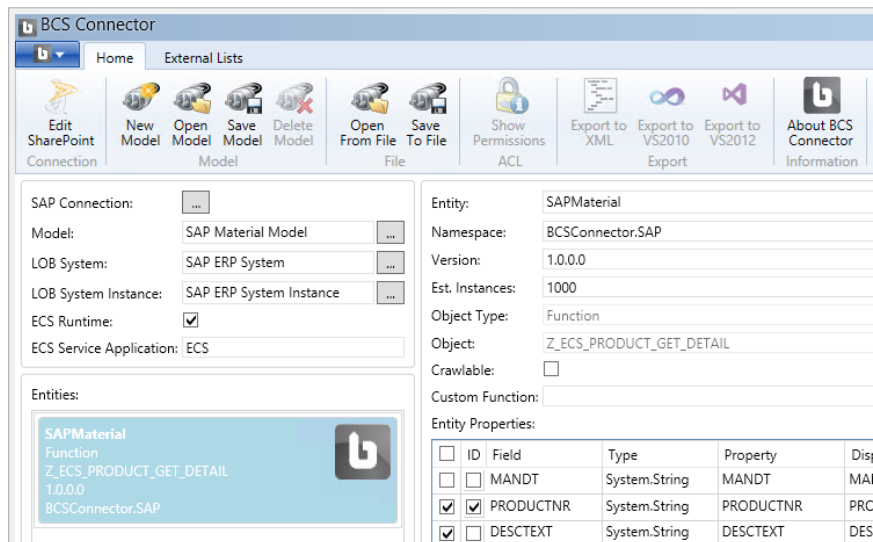 BCS Connector
Home External Lists
Edit SharePoint
New Model
Open Model
Save Model
Delete Model
Open From File
Save To File
Show Permissions
Export to XML
Export to VS2010
Export to VS2012
About BCS Connector
Connection Model File ACL Export Information
SAP Connection: ...
Model: SAP Material Model ...
LOB System: SAP ERP System ...
LOB System Instance: SAP ERP System Instance ...
ECS Runtime:
ECS Service Application: ECS
Entities:
SAPMaterial
Function
Z_ECS_PRODUCT_GET_DETAIL
1.0.0.0
BCSConnector.SAP
Entity: SAPMaterial
Namespace: BCSConnector.SAP
Version: 1.0.0.0
Est. Instances: 1000
Object Type: Function
Object: Z_ECS_PRODUCT_GET_DETAIL
Crawlable:
Custom Function:
Entity Properties:
ID Field Type Property Disp
MANDT System.String MANDT MAI
PRODUCTNR System.String PRODUCTNR PRO
DESCTEXT System.String DESCTEXT DES